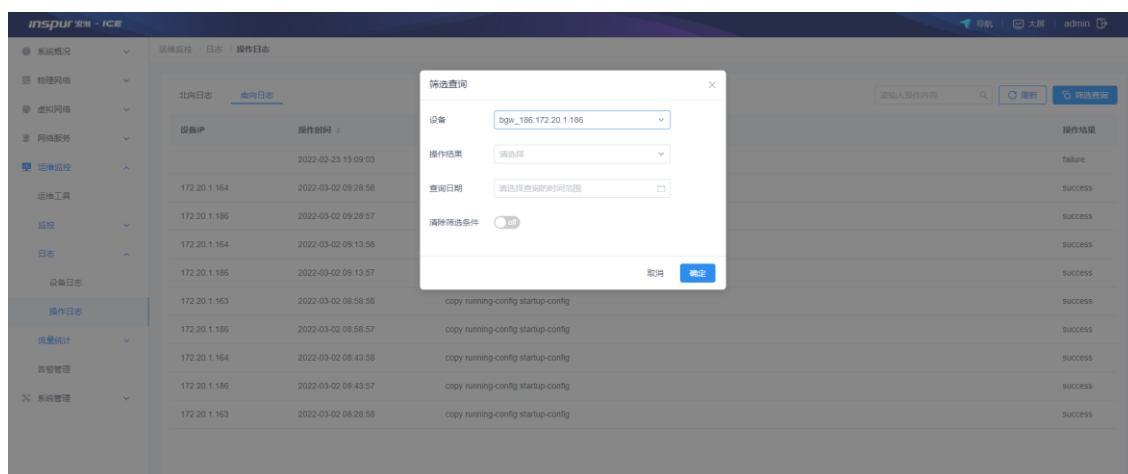 inspur 浪潮 - ICE
导航 大屏 admin
系统概况
物理网络
虚拟网络
网络服务
运维监控
运维工具
监控
日志
设备日志
操作日志
流量统计
告警管理
系统管理
运维监控 / 日志 / 操作日志
北向日志 南向日志
请输入操作内容 刷新 筛选查询
设备IP 操作时间 操作结果
2022-02-23 15:09:03 failure
172.20.1.164 2022-03-02 09:28:58 success
172.20.1.186 2022-03-02 09:28:57 success
172.20.1.164 2022-03-02 09:13:58 success
172.20.1.186 2022-03-02 09:13:57 success
172.20.1.163 2022-03-02 08:58:58 copy running-config startup-config success
172.20.1.186 2022-03-02 08:58:57 copy running-config startup-config success
172.20.1.164 2022-03-02 08:43:58 copy running-config startup-config success
172.20.1.186 2022-03-02 08:43:57 copy running-config startup-config success
172.20.1.163 2022-03-02 08:28:58 copy running-config startup-config success
筛选查询
设备 bgw_186:172.20.1.186
操作结果 请选择
查询日期 请选择查询的时间范围
清除筛选条件 off
取消 确定